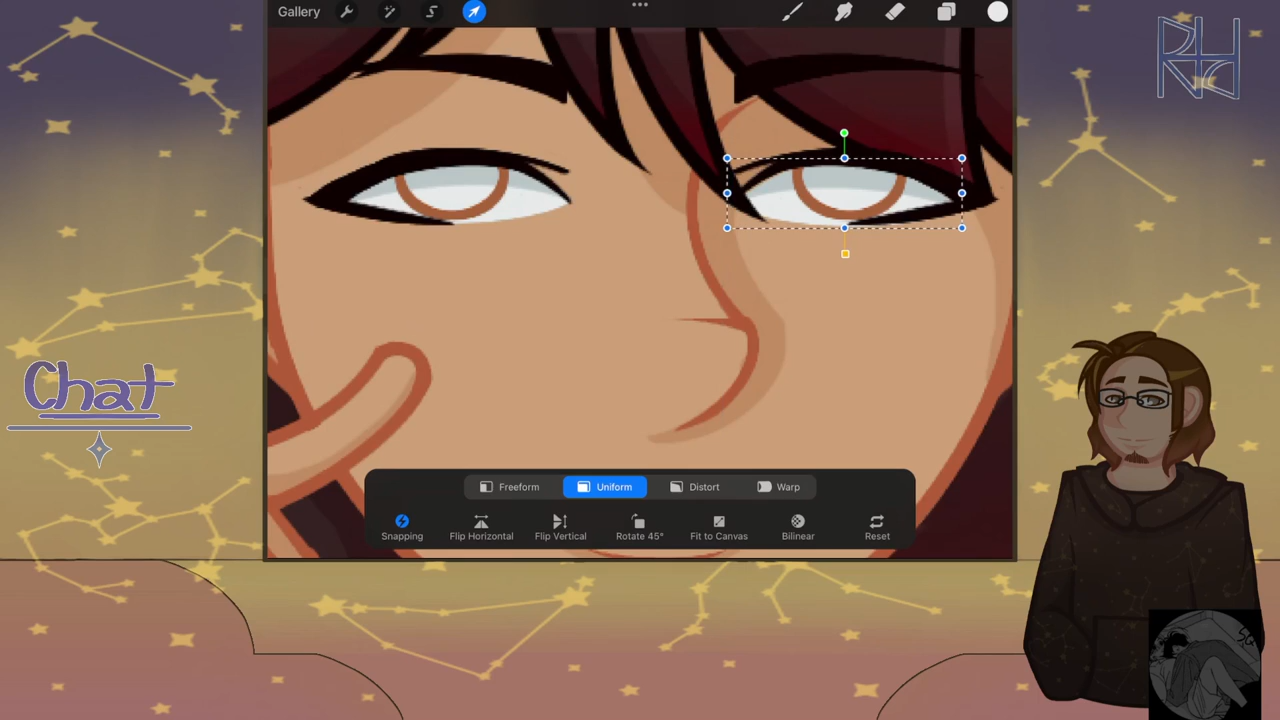 Gallery
Chat
Freeform
Uniform
Distort
Warp
Snapping
Flip Horizontal
Flip Vertical
Rotate 45°
Fit to Canvas
Bilinear
Reset